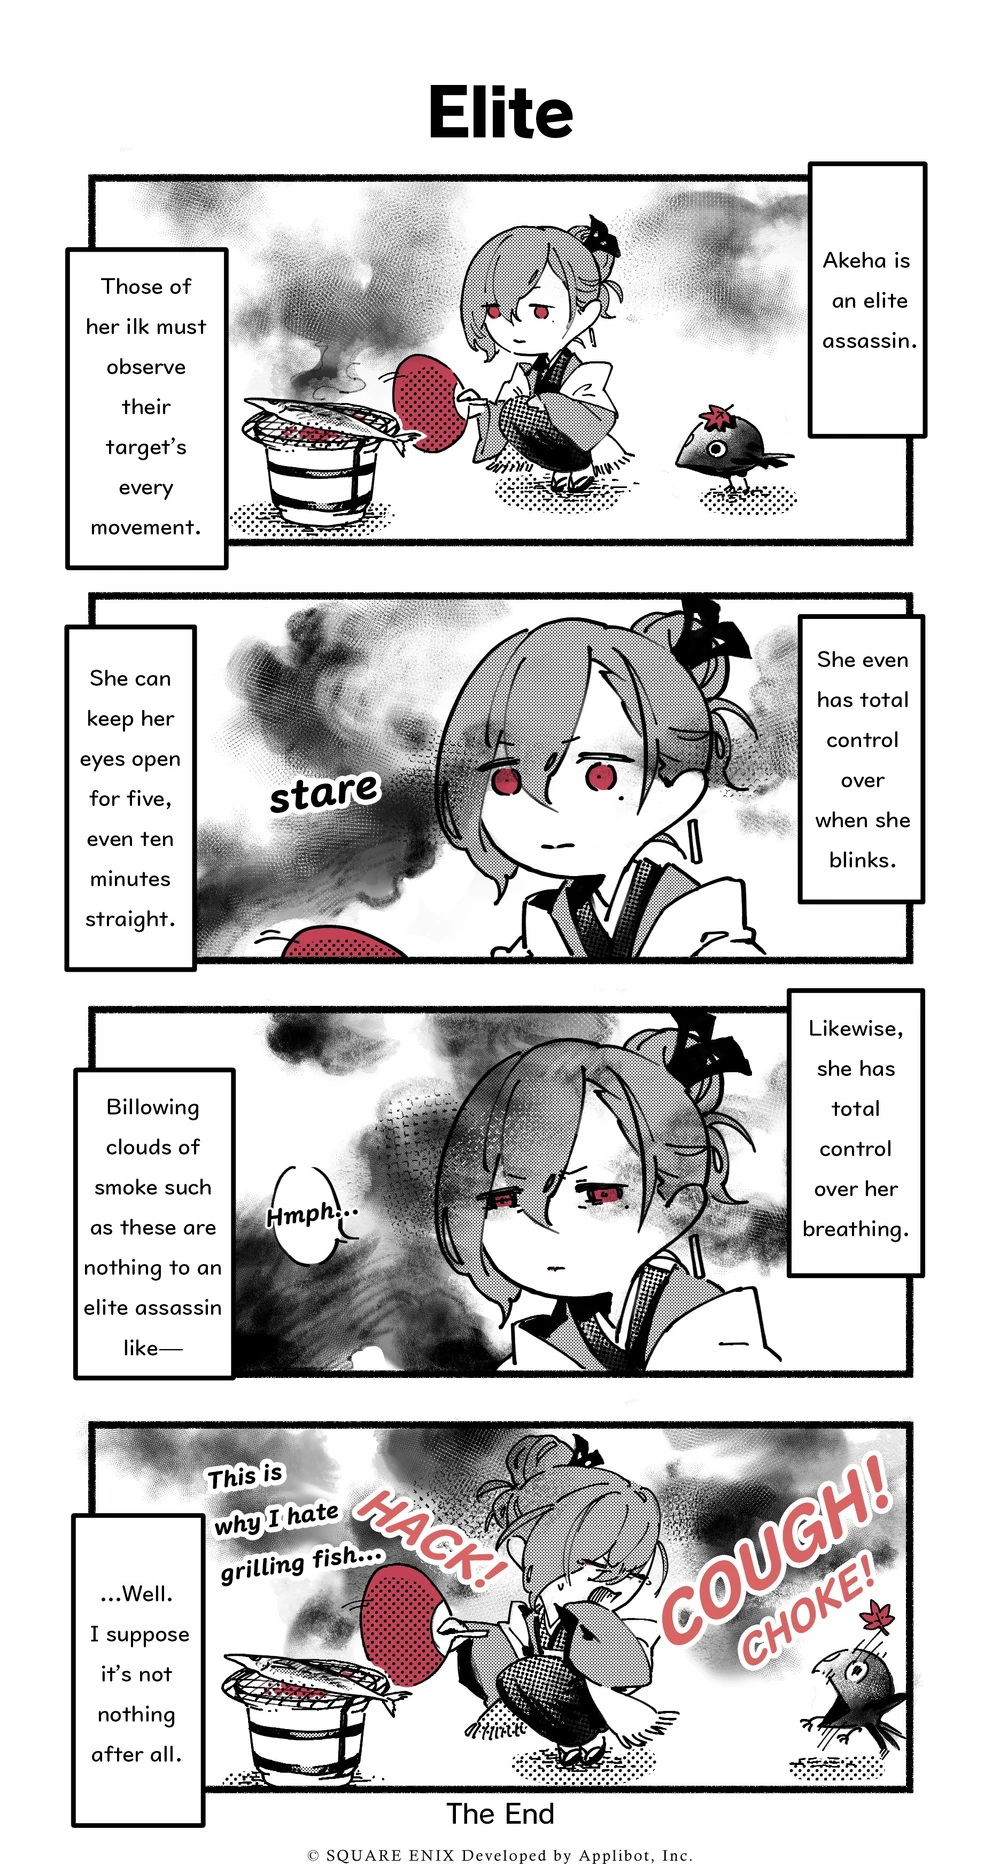 Elite
Akeha is
an elite
assassin.
Those of
her ilk must
observe
their
target's
every
movement.
She even
has total
control
over
when she
blinks.
She can
keep her
eyes open
for five,
even ten
minutes
straight.
stare
Likewise,
she has
total
control
over her
breathing.
Billowing
clouds of
smoke such
as these are
nothing to an
elite assassin
like—
Hmph!...
COUGH!
CHOKE!
HACK!
This is
why I hate
grilling fish...
...Well.
I suppose
it's not
nothing
after all.
The End
© SQUARE ENIX Developed by Applibot, Inc.